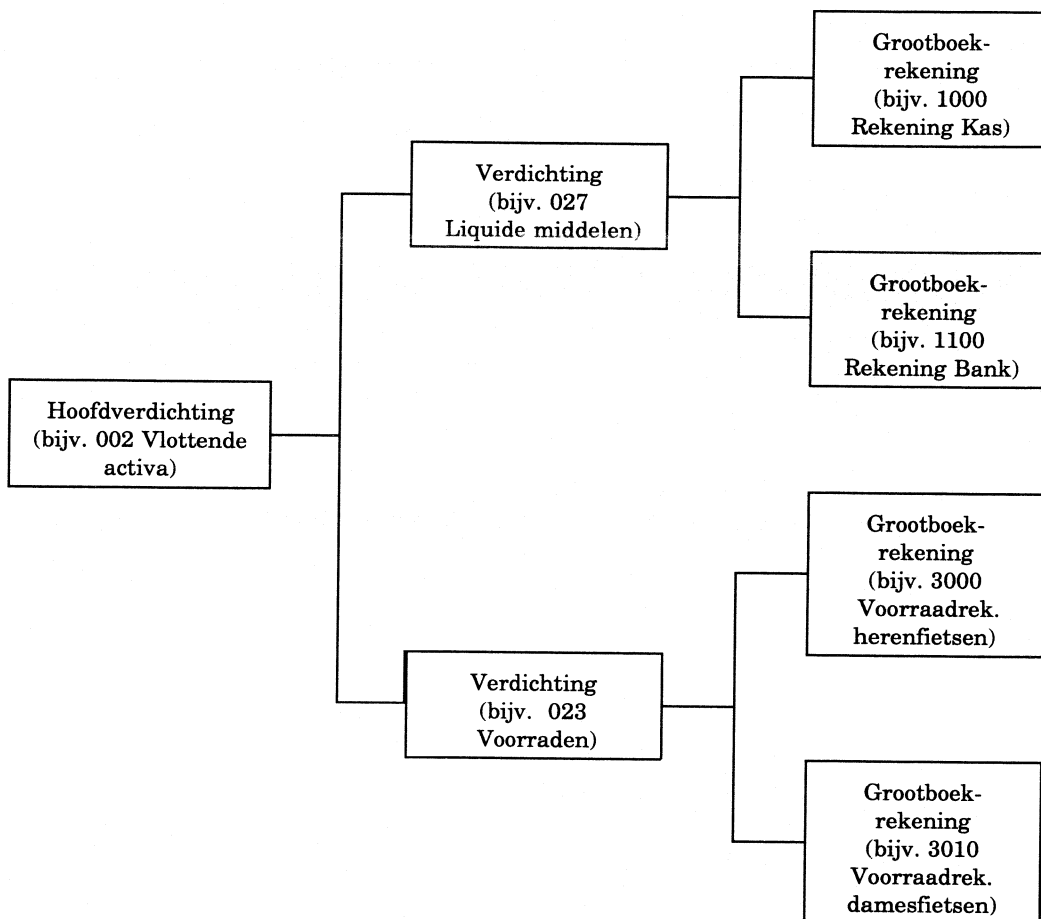 Grootboek-
rekening
(bijv. 1000
Rekening Kas)
Verdichting
(bijv. 027
Liquide middelen)
Grootboek-
rekening
(bijv. 1100
Rekening Bank)
Hoofdverdichting
(bijv. 002 Vlottende
activa)
Grootboek-
rekening
(bijv. 3000
Voorraadrek.
herenfietsen)
Verdichting
(bijv. 023
Voorraden)
Grootboek-
rekening
(bijv. 3010
Voorraadrek.
damesfietsen)